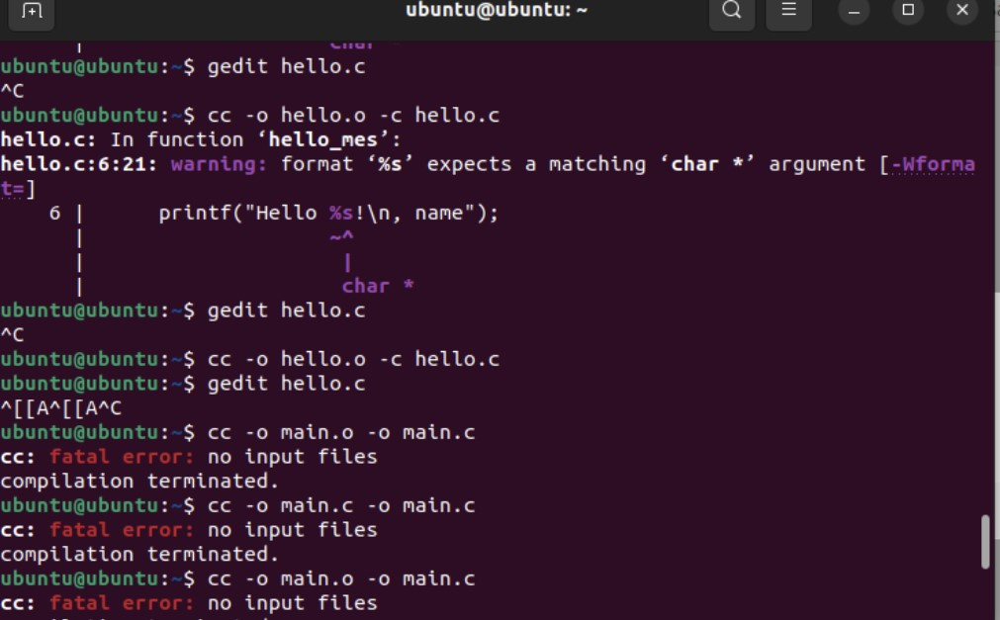 ubuntu@ubuntu: ~
char *
ubuntu@ubuntu:~$ gedit hello.c
^C
ubuntu@ubuntu:~$ cc -o hello.o -c hello.c
hello.c: In function ‘hello_mes’:
hello.c:6:21: warning: format ‘%s’ expects a matching ‘char *’ argument [-Wforma
t=]
6 |      printf("Hello %s!\n, name");
|                    ~^
|                     |
|                     char *
ubuntu@ubuntu:~$ gedit hello.c
^C
ubuntu@ubuntu:~$ cc -o hello.o -c hello.c
ubuntu@ubuntu:~$ gedit hello.c
^[[A^[[A^C
ubuntu@ubuntu:~$ cc -o main.o -o main.c
cc: fatal error: no input files
compilation terminated.
ubuntu@ubuntu:~$ cc -o main.c -o main.c
cc: fatal error: no input files
compilation terminated.
ubuntu@ubuntu:~$ cc -o main.o -o main.c
cc: fatal error: no input files